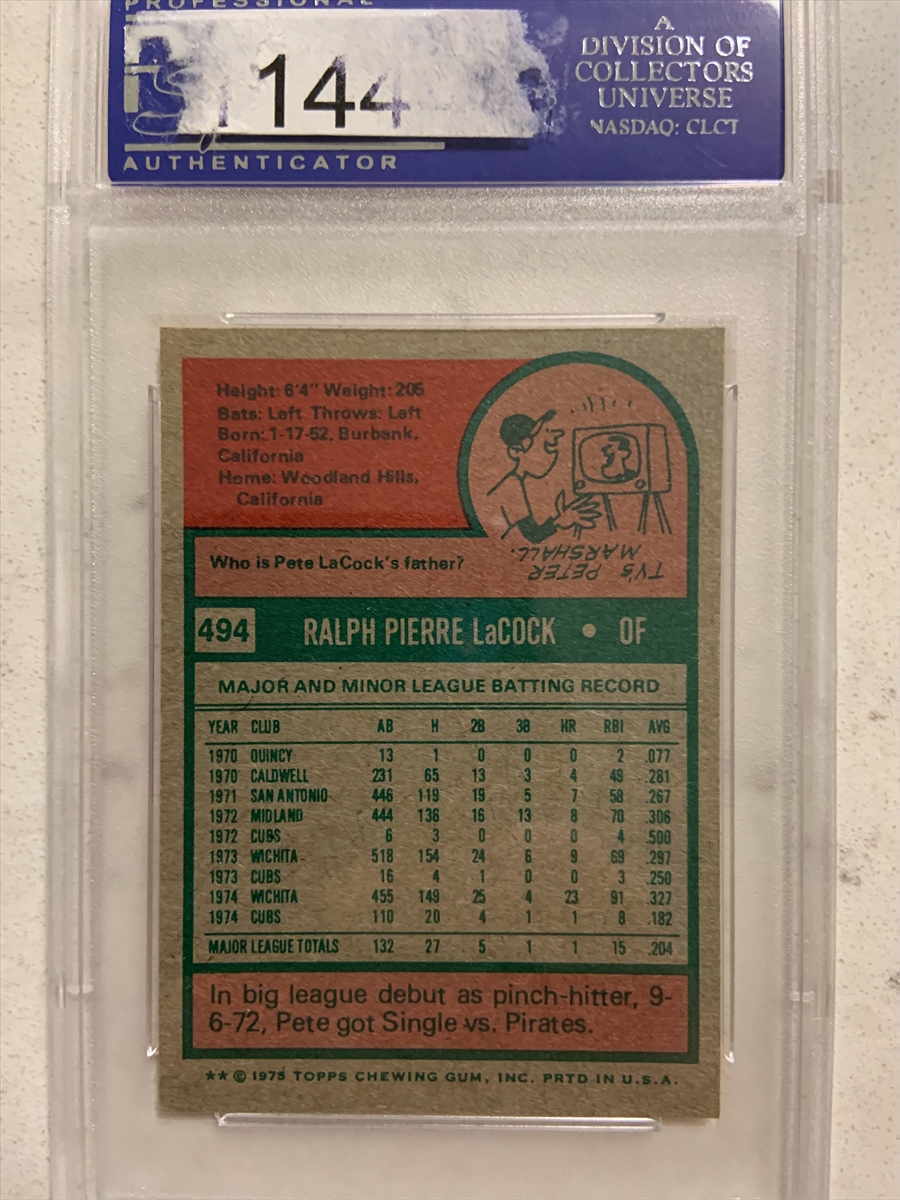 PROFESSIONAL
144
AUTHENTICATOR
A
DIVISION OF
COLLECTORS
UNIVERSE
NASDAQ: CLCT
Height: 6'4" Weight: 205
Bats: Left Throws: Left
Born: 1-17-52, Burbank,
California
Home: Woodland Hills,
California
Who is Pete LaCock's father?
TV'S PETER
MARSHALL.
494 RALPH PIERRE LaCOCK • OF
MAJOR AND MINOR LEAGUE BATTING RECORD
YEAR CLUB AB H 2B 3B HR RBI AVG
1970 QUINCY 13 1 0 0 0 2 .077
1970 CALDWELL 231 65 13 3 4 49 .281
1971 SAN ANTONIO 446 119 19 5 7 58 .267
1972 MIDLAND 444 136 16 13 8 70 .306
1972 CUBS 6 3 0 0 0 4 .500
1973 WICHITA 518 154 24 6 9 69 .297
1973 CUBS 16 4 1 0 0 3 .250
1974 WICHITA 455 149 25 4 23 91 .327
1974 CUBS 110 20 4 1 1 8 .182
MAJOR LEAGUE TOTALS 132 27 5 1 1 15 .204
In big league debut as pinch-hitter, 9-
6-72, Pete got Single vs. Pirates.
** © 1975 TOPPS CHEWING GUM, INC. PRTD IN U.S.A.